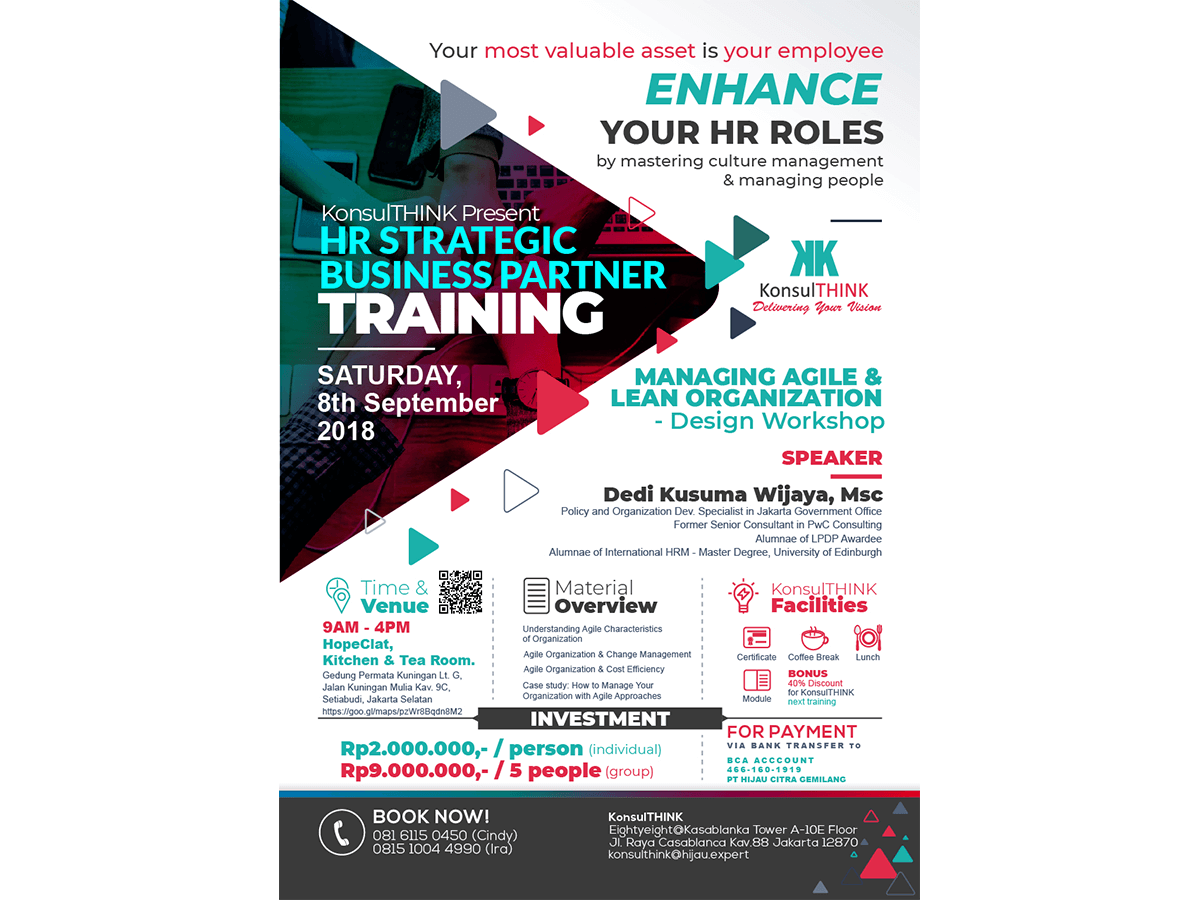 Your most valuable asset is your employee
ENHANCE
YOUR HR ROLES
by mastering culture management
& managing people
KonsulTHINK Present
HR STRATEGIC
BUSINESS PARTNER
TRAINING
SATURDAY,
8th September
2018
KK
KonsulTHINK
Delivering Your Vision
MANAGING AGILE &
LEAN ORGANIZATION
- Design Workshop
SPEAKER
Dedi Kusuma Wijaya, Msc
Policy and Organization Dev. Specialist in Jakarta Government Office
Former Senior Consultant in PwC Consulting
Alumnae of LPDP Awardee
Alumnae of International HRM - Master Degree, University of Edinburgh
Time &
Venue
9AM - 4PM
HopeClat,
Kitchen & Tea Room.
Gedung Permata Kuningan Lt. G,
Jalan Kuningan Mulia Kav. 9C,
Setiabudi, Jakarta Selatan
https://goo.gl/maps/pzWr8Bqdn8M2
Material
Overview
Understanding Agile Characteristics
of Organization
Agile Organization & Change Management
Agile Organization & Cost Efficiency
Case study: How to Manage Your
Organization with Agile Approaches
KonsulTHINK
Facilities
Certificate
Coffee Break
Lunch
Module
BONUS
40% Discount
for KonsulTHINK
next training
INVESTMENT
Rp2.000.000,- / person (individual)
Rp9.000.000,- / 5 people (group)
FOR PAYMENT
VIA BANK TRANSFER TO
BCA ACCCOUNT
466-160-1919
PT HIJAU CITRA GEMILANG
BOOK NOW!
081 6115 0450 (Cindy)
0815 1004 4990 (Ira)
KonsulTHINK
Eightyeight@Kasablanka Tower A-10E Floor
Jl. Raya Casablanca Kav.88 Jakarta 12870
konsulthink@hijau.expert